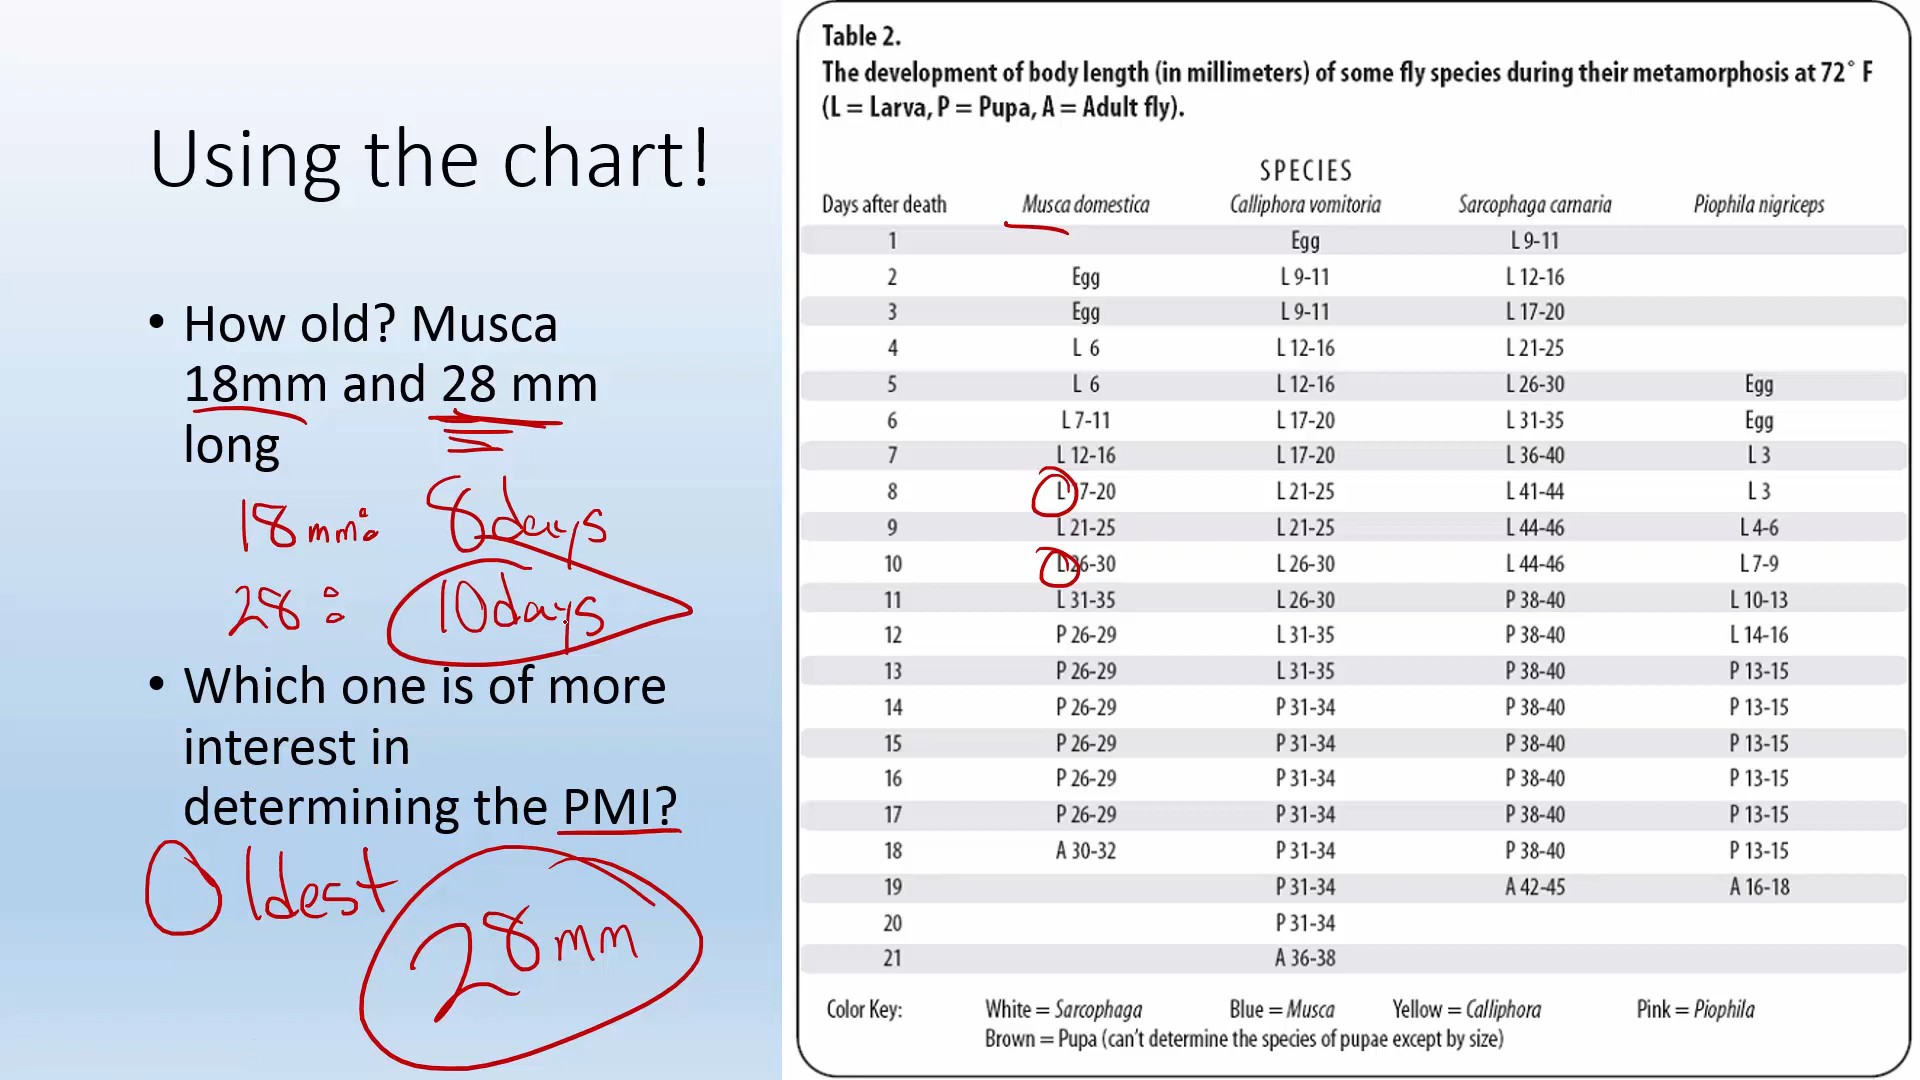 Using the chart!
• How old? Musca
18mm and 28 mm
long
18mm: 8days
28: 10days
• Which one is of more
interest in
determining the PMI?
Oldest
28mm
Table 2.
The development of body length (in millimeters) of some fly species during their metamorphosis at 72˚ F
(L = Larva, P = Pupa, A = Adult fly).
SPECIES
Days after death Musca domestica Calliphora vomitoria Sarcophaga carnaria Piophila nigriceps
1 Egg L 9-11
2 Egg L 9-11 L 12-16
3 Egg L 9-11 L 17-20
4 L 6 L 12-16 L 21-25
5 L 6 L 12-16 L 26-30 Egg
6 L 7-11 L 17-20 L 31-35 Egg
7 L 12-16 L 17-20 L 36-40 L 3
8 L 17-20 L 21-25 L 41-44 L 3
9 L 21-25 L 21-25 L 44-46 L 4-6
10 L 26-30 L 26-30 L 44-46 L 7-9
11 L 31-35 L 26-30 P 38-40 L 10-13
12 P 26-29 L 31-35 P 38-40 L 14-16
13 P 26-29 L 31-35 P 38-40 P 13-15
14 P 26-29 P 31-34 P 38-40 P 13-15
15 P 26-29 P 31-34 P 38-40 P 13-15
16 P 26-29 P 31-34 P 38-40 P 13-15
17 P 26-29 P 31-34 P 38-40 P 13-15
18 A 30-32 P 31-34 P 38-40 P 13-15
19 P 31-34 A 42-45 A 16-18
20 P 31-34
21 A 36-38
Color Key: White = Sarcophaga Blue = Musca Yellow = Calliphora Pink = Piophila
Brown = Pupa (can't determine the species of pupae except by size)